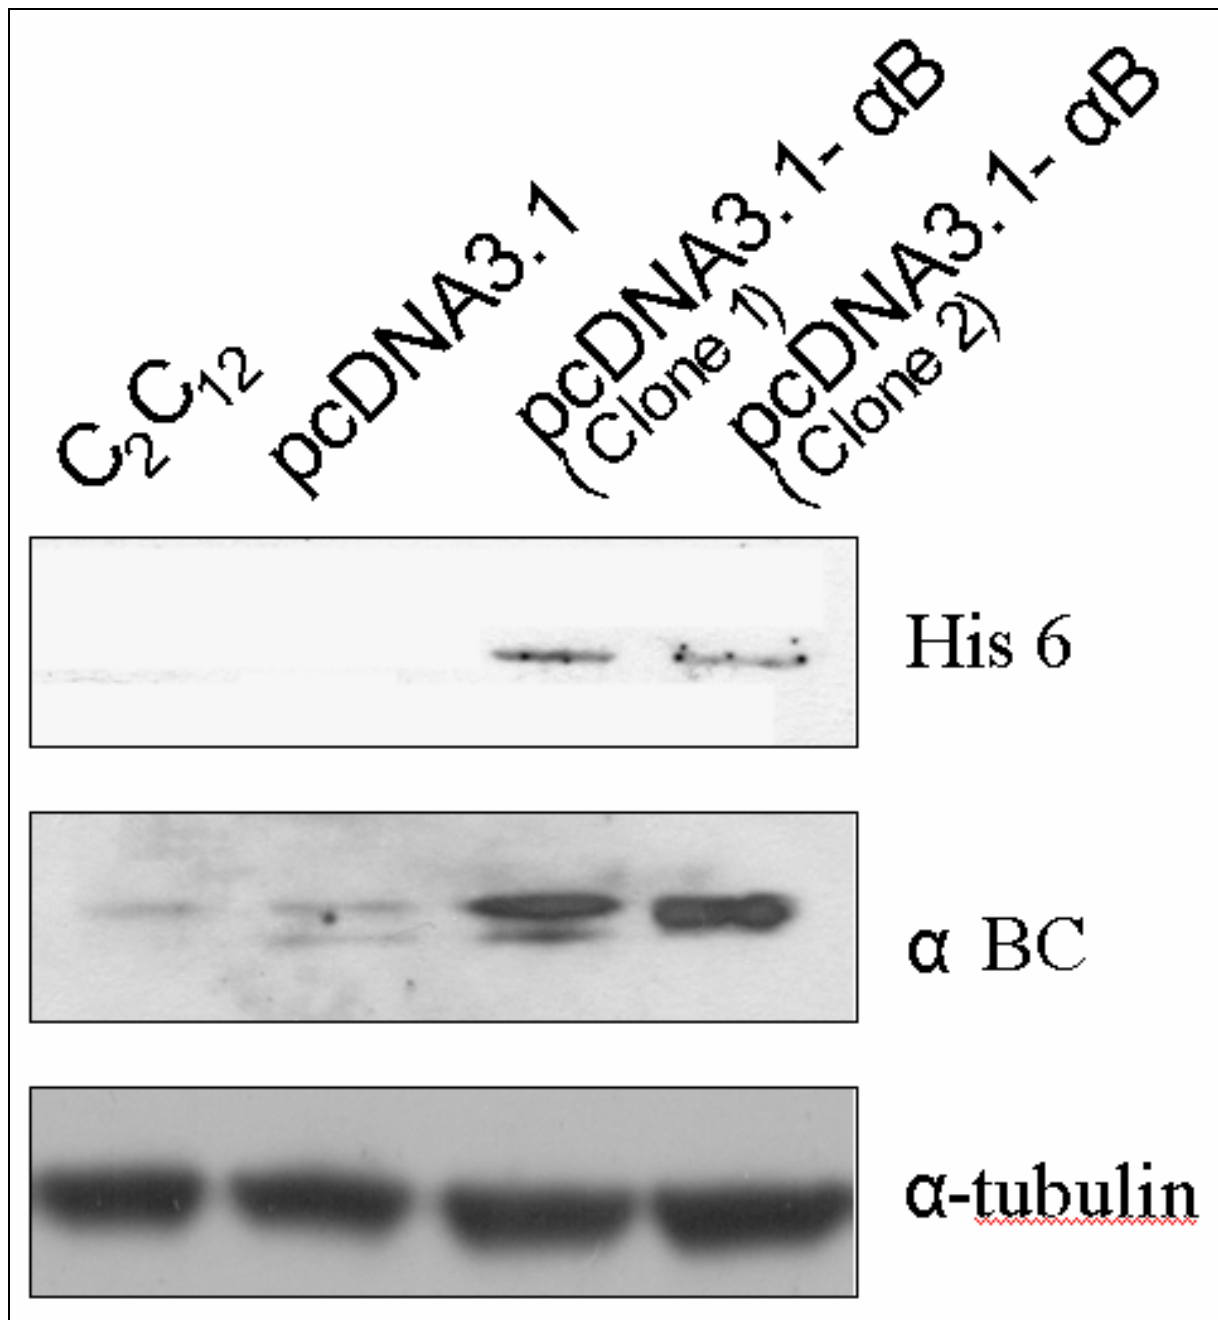 C₂C₁₂
pcDNA3.1
pcDNA3.1- αB
(Clone 1)
pcDNA3.1- αB
(Clone 2)
His 6
α BC
α-tubulin